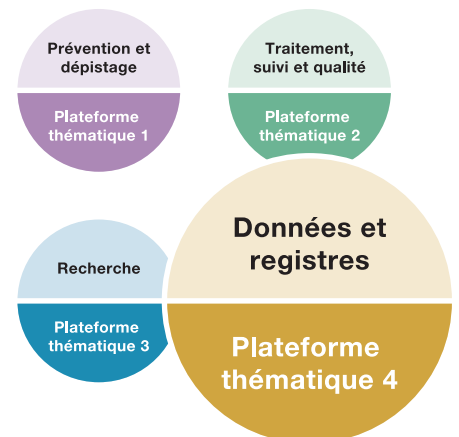 Prévention et
dépistage
Plateforme
thématique 1
Traitement,
suivi et qualité
Plateforme
thématique 2
Recherche
Plateforme
thématique 3
Données et
registres
Plateforme
thématique 4